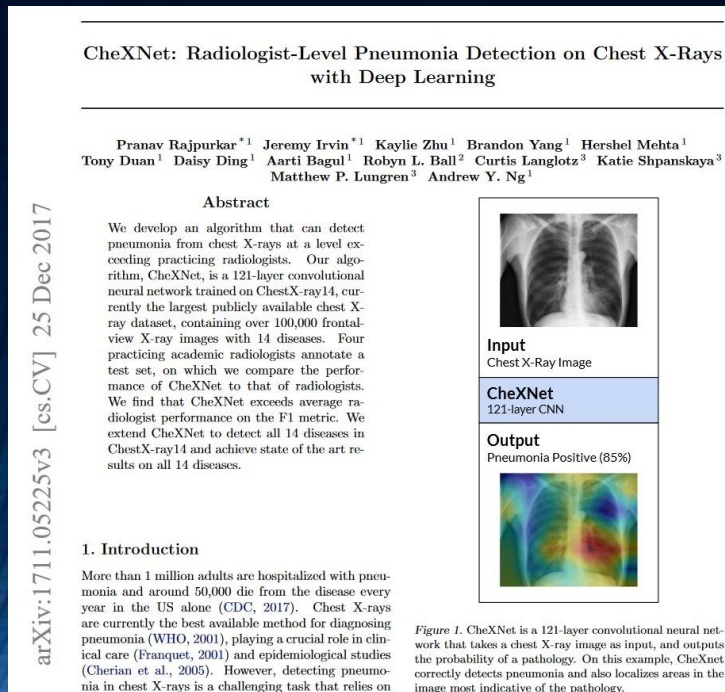 CheXNet: Radiologist-Level Pneumonia Detection on Chest X-Rays
with Deep Learning
Pranav Rajpurkar * 1 Jeremy Irvin * 1 Kaylie Zhu 1 Brandon Yang 1 Hershel Mehta 1
Tony Duan 1 Daisy Ding 1 Aarti Bagul 1 Robyn L. Ball 2 Curtis Langlotz 3 Katie Shpanskaya 3
Matthew P. Lungren 3 Andrew Y. Ng 1
arXiv:1711.05225v3 [cs.CV] 25 Dec 2017
Abstract
We develop an algorithm that can detect
pneumonia from chest X-rays at a level ex-
ceeding practicing radiologists. Our algo-
rithm, CheXNet, is a 121-layer convolutional
neural network trained on ChestX-ray14, cur-
rently the largest publicly available chest X-
ray dataset, containing over 100,000 frontal-
view X-ray images with 14 diseases. Four
practicing academic radiologists annotate a
test set, on which we compare the perfor-
mance of CheXNet to that of radiologists.
We find that CheXNet exceeds average ra-
diologist performance on the F1 metric. We
extend CheXNet to detect all 14 diseases in
ChestX-ray14 and achieve state of the art re-
sults on all 14 diseases.
1. Introduction
More than 1 million adults are hospitalized with pneu-
monia and around 50,000 die from the disease every
year in the US alone (CDC, 2017). Chest X-rays
are currently the best available method for diagnosing
pneumonia (WHO, 2001), playing a crucial role in clin-
ical care (Franquet, 2001) and epidemiological studies
(Cherian et al., 2005). However, detecting pneumo-
nia in chest X-rays is a challenging task that relies on
Input
Chest X-Ray Image
CheXNet
121-layer CNN
Output
Pneumonia Positive (85%)
Figure 1. CheXNet is a 121-layer convolutional neural net-
work that takes a chest X-ray image as input, and outputs
the probability of a pathology. On this example, CheXnet
correctly detects pneumonia and also localizes areas in the
image most indicative of the pathology.